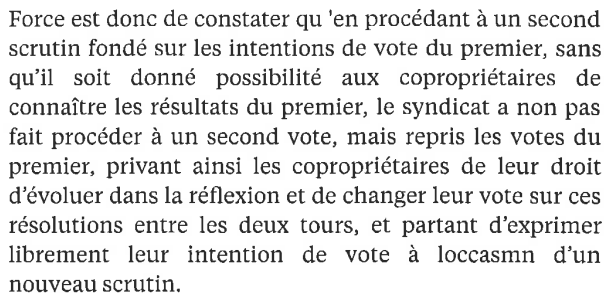 Force est donc de constater qu 'en procédant à un second
scrutin fondé sur les intentions de vote du premier, sans
qu'il soit donné possibilité aux copropriétaires de
connaître les résultats du premier, le syndicat a non pas
fait procéder à un second vote, mais repris les votes du
premier, privant ainsi les copropriétaires de leur droit
d'évoluer dans la réflexion et de changer leur vote sur ces
résolutions entre les deux tours, et partant d'exprimer
librement leur intention de vote à loccasmn d'un
nouveau scrutin.